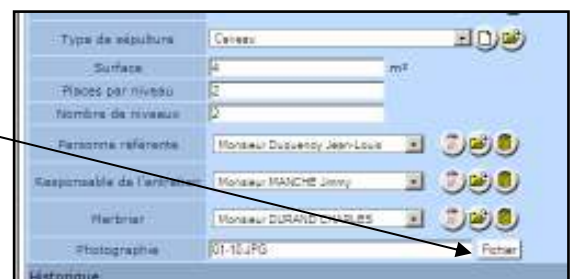 Type de sépulture Caveau
Surface 4 m²
Places par niveau 2
Nombre de niveaux 2
Personne référente Monsieur Duquenoy Jean-Louis
Responsable de l'entretien Monsieur MANCHE Jimmy
Marbrier Monsieur DURAND CHARLES
Photographie 01-10.JPG Fichier
Historique